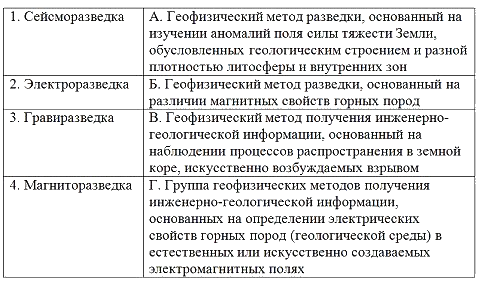 1. Сейсморазведка
А. Геофизический метод разведки, основанный на
изучении аномалий поля силы тяжести Земли,
обусловленных геологическим строением и разной
плотностью литосферы и внутренних зон
2. Электроразведка
Б. Геофизический метод разведки, основанный на
различии магнитных свойств горных пород
3. Гравиразведка
В. Геофизический метод получения инженерно-
геологической информации, основанный на
наблюдении процессов распространения в земной
коре, искусственно возбуждаемых взрывом
4. Магниторазведка
Г. Группа геофизических методов получения
инженерно-геологической информации,
основанных на определении электрических
свойств горных пород (геологической среды) в
естественных или искусственно создаваемых
электромагнитных полях